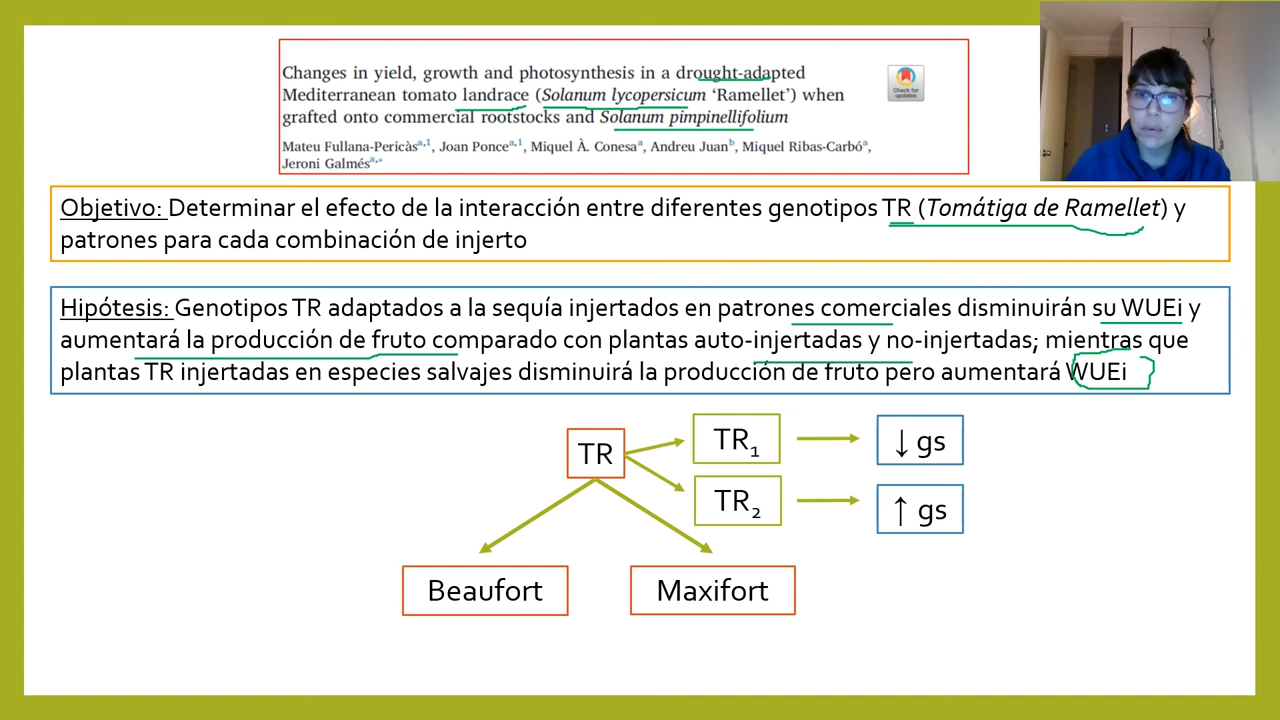 Changes in yield, growth and photosynthesis in a drought-adapted
Mediterranean tomato landrace (Solanum lycopersicum ‘Ramellet’) when
grafted onto commercial rootstocks and Solanum pimpinellifolium
Check for
updates
Mateu Fullana-Pericàs a,1, Joan Ponce a,1, Miquel À. Conesa a, Andreu Juan b, Miquel Ribas-Carbó a,
Jeroni Galmés a,*
Objetivo: Determinar el efecto de la interacción entre diferentes genotipos TR (Tomátiga de Ramellet) y
patrones para cada combinación de injerto
Hipótesis: Genotipos TR adaptados a la sequía injertados en patrones comerciales disminuirán su WUEi y
aumentará la producción de fruto comparado con plantas auto-injertadas y no-injertadas; mientras que
plantas TR injertadas en especies salvajes disminuirá la producción de fruto pero aumentará WUEi
TR
TR₁
↓ gs
TR₂
↑ gs
Beaufort
Maxifort